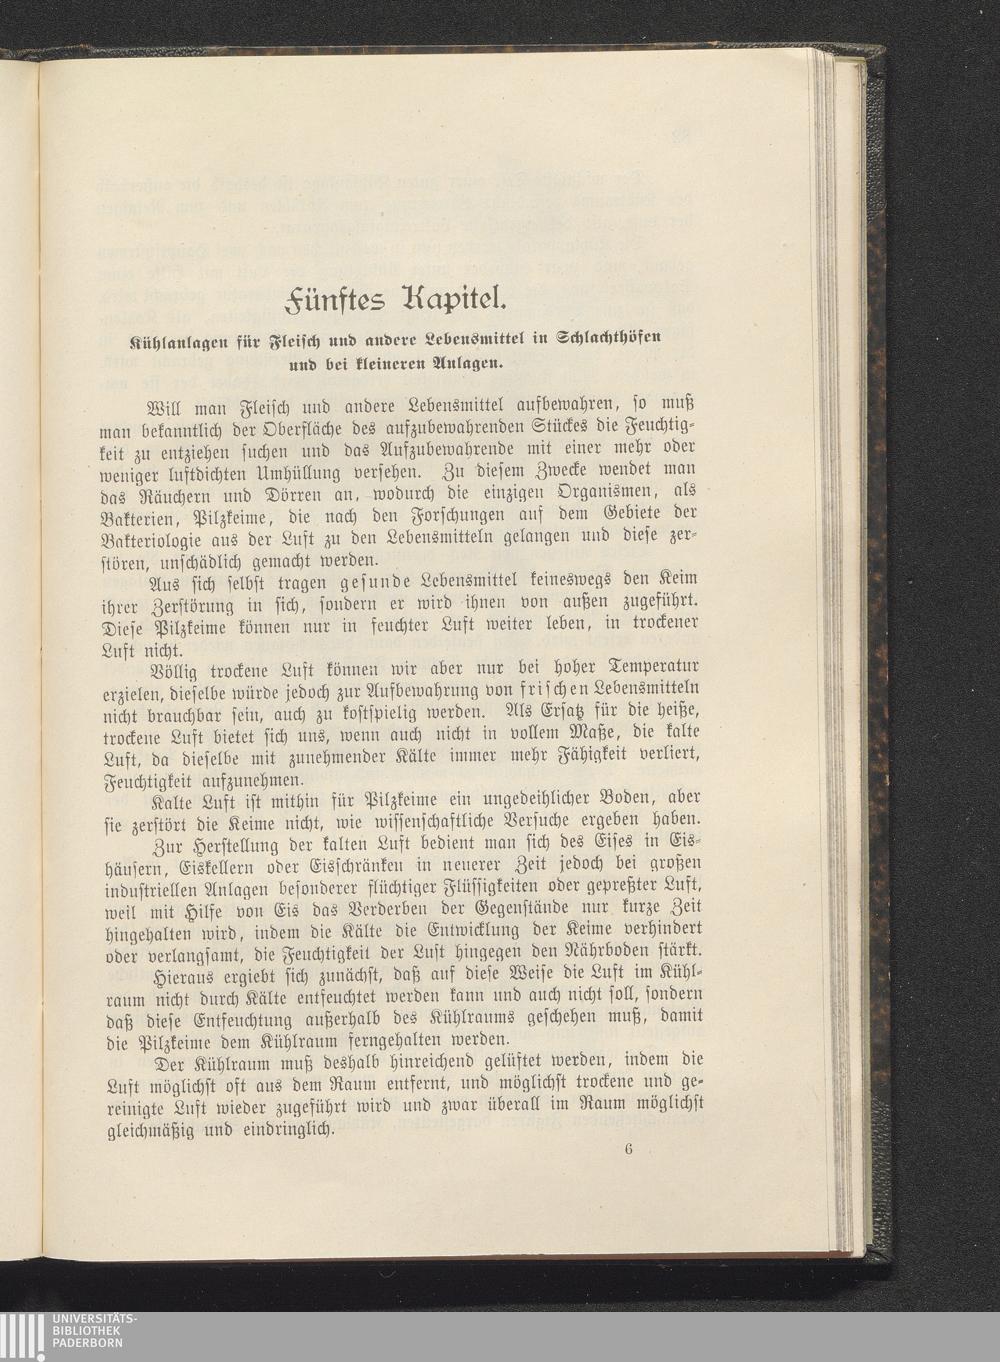 Fünftes Kapitel.
Kühlanlagen für Fleisch und andere Lebensmittel in Schlachthöfen
und bei kleineren Anlagen.
Will man Fleisch und andere Lebensmittel aufbewahren, so muß
man bekanntlich der Oberfläche des aufzubewahrenden Stückes die Feuchtig-
keit zu entziehen suchen und das Aufzubewahrende mit einer mehr oder
weniger luftdichten Umhüllung versehen. Zu diesem Zwecke wendet man
das Räuchern und Dörren an, wodurch die einzigen Organismen, als
Bakterien, Pilzkeime, die nach den Forschungen auf dem Gebiete der
Bakteriologie aus der Luft zu den Lebensmitteln gelangen und diese zer-
stören, unschädlich gemacht werden.
Aus sich selbst tragen gesunde Lebensmittel keineswegs den Keim
ihrer Zerstörung in sich, sondern er wird ihnen von außen zugeführt.
Diese Pilzkeime können nur in feuchter Luft weiter leben, in trockener
Luft nicht.
Völlig trockene Luft können wir aber nur bei hoher Temperatur
erzielen, dieselbe würde jedoch zur Aufbewahrung von frischen Lebensmitteln
nicht brauchbar sein, auch zu kostspielig werden. Als Ersatz für die heiße,
trockene Luft bietet sich uns, wenn auch nicht in vollem Maße, die kalte
Luft, da dieselbe mit zunehmender Kälte immer mehr Fähigkeit verliert,
Feuchtigkeit aufzunehmen.
Kalte Luft ist mithin für Pilzkeime ein ungedeihlicher Boden, aber
sie zerstört die Keime nicht, wie wissenschaftliche Versuche ergeben haben.
Zur Herstellung der kalten Luft bedient man sich des Eises in Eis-
häusern, Eiskellern oder Eisschränken in neuerer Zeit jedoch bei großen
industriellen Anlagen besonderer flüchtiger Flüssigkeiten oder gepreßter Luft,
weil mit Hilfe von Eis das Verderben der Gegenstände nur kurze Zeit
hingehalten wird, indem die Kälte die Entwicklung der Keime verhindert
oder verlangsamt, die Feuchtigkeit der Lust hingegen den Nährboden stärkt.
Hieraus ergiebt sich zunächst, daß auf diese Weise die Luft im Kühl-
raum nicht durch Kälte entfeuchtet werden kann und auch nicht soll, sondern
daß diese Entfeuchtung außerhalb des Kühlraums geschehen muß, damit
die Pilzkeime dem Kühlraum ferngehalten werden.
Der Kühlraum muß deshalb hinreichend gelüftet werden, indem die
Luft möglichst oft aus dem Raum entfernt, und möglichst trockene und ge-
reinigte Luft wieder zugeführt wird und zwar überall im Raum möglichst
gleichmäßig und eindringlich.
6
UNIVERSITÄTS-
BIBLIOTHEK
PADERBORN